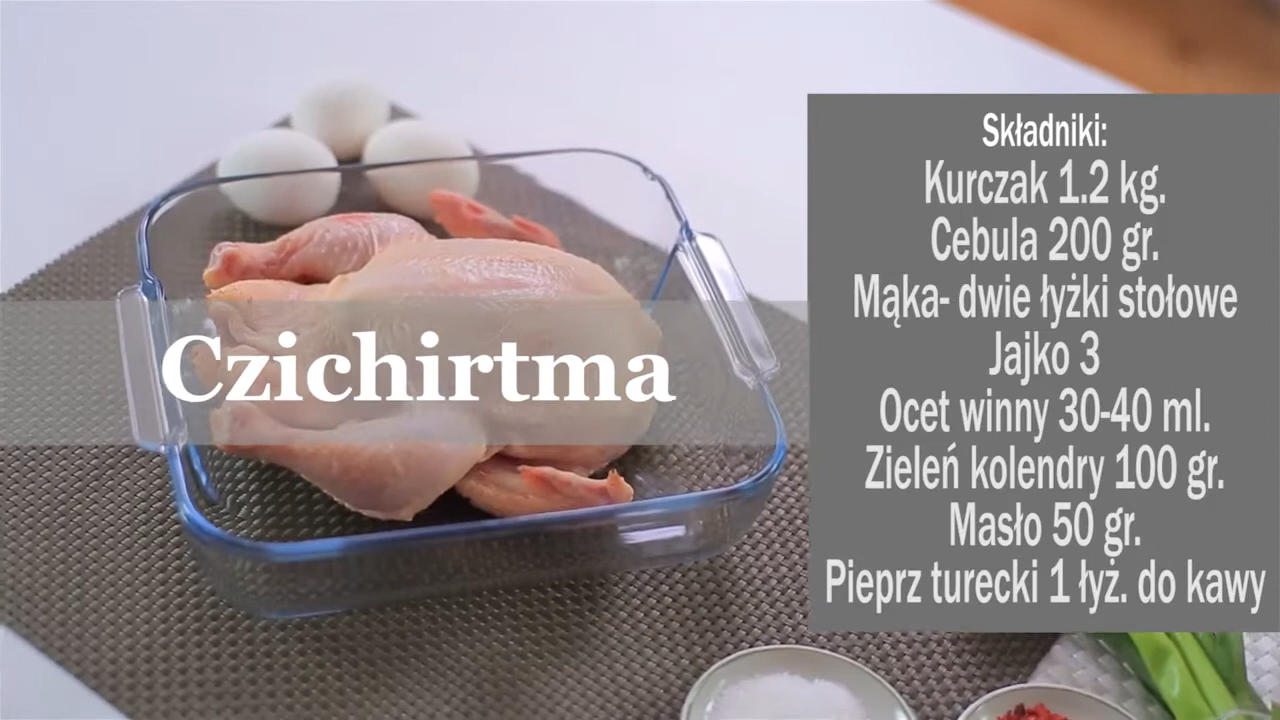 Czichirtma
Składniki:
Kurczak 1.2 kg.
Cebula 200 gr.
Mąka- dwie łyżki stołowe
Jajko 3
Ocet winny 30-40 ml.
Zieleń kolendry 100 gr.
Masło 50 gr.
Pieprz turecki 1 łyż. do kawy